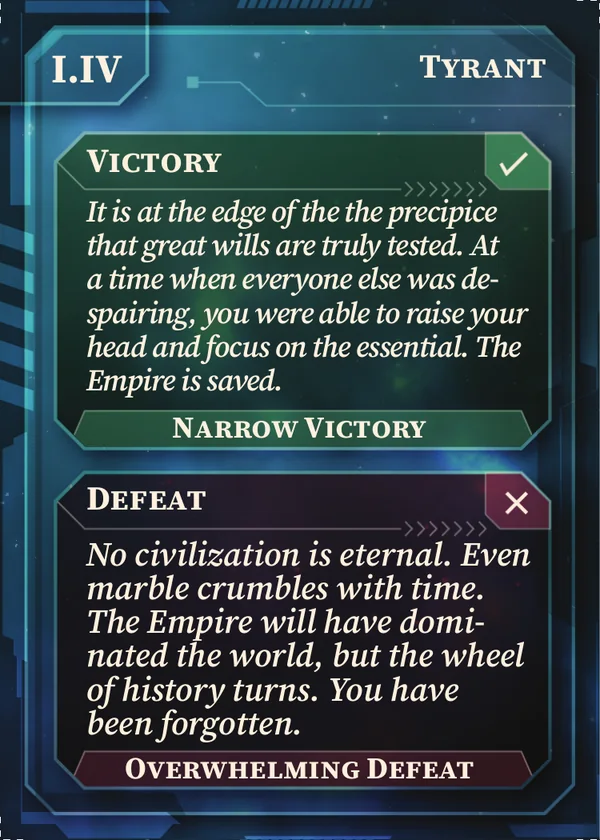 I.IV
Tyrant
Victory
It is at the edge of the the precipice
that great wills are truly tested. At
a time when everyone else was de-
spairing, you were able to raise your
head and focus on the essential. The
Empire is saved.
Narrow Victory
Defeat
No civilization is eternal. Even
marble crumbles with time.
The Empire will have domi-
nated the world, but the wheel
of history turns. You have
been forgotten.
Overwhelming Defeat